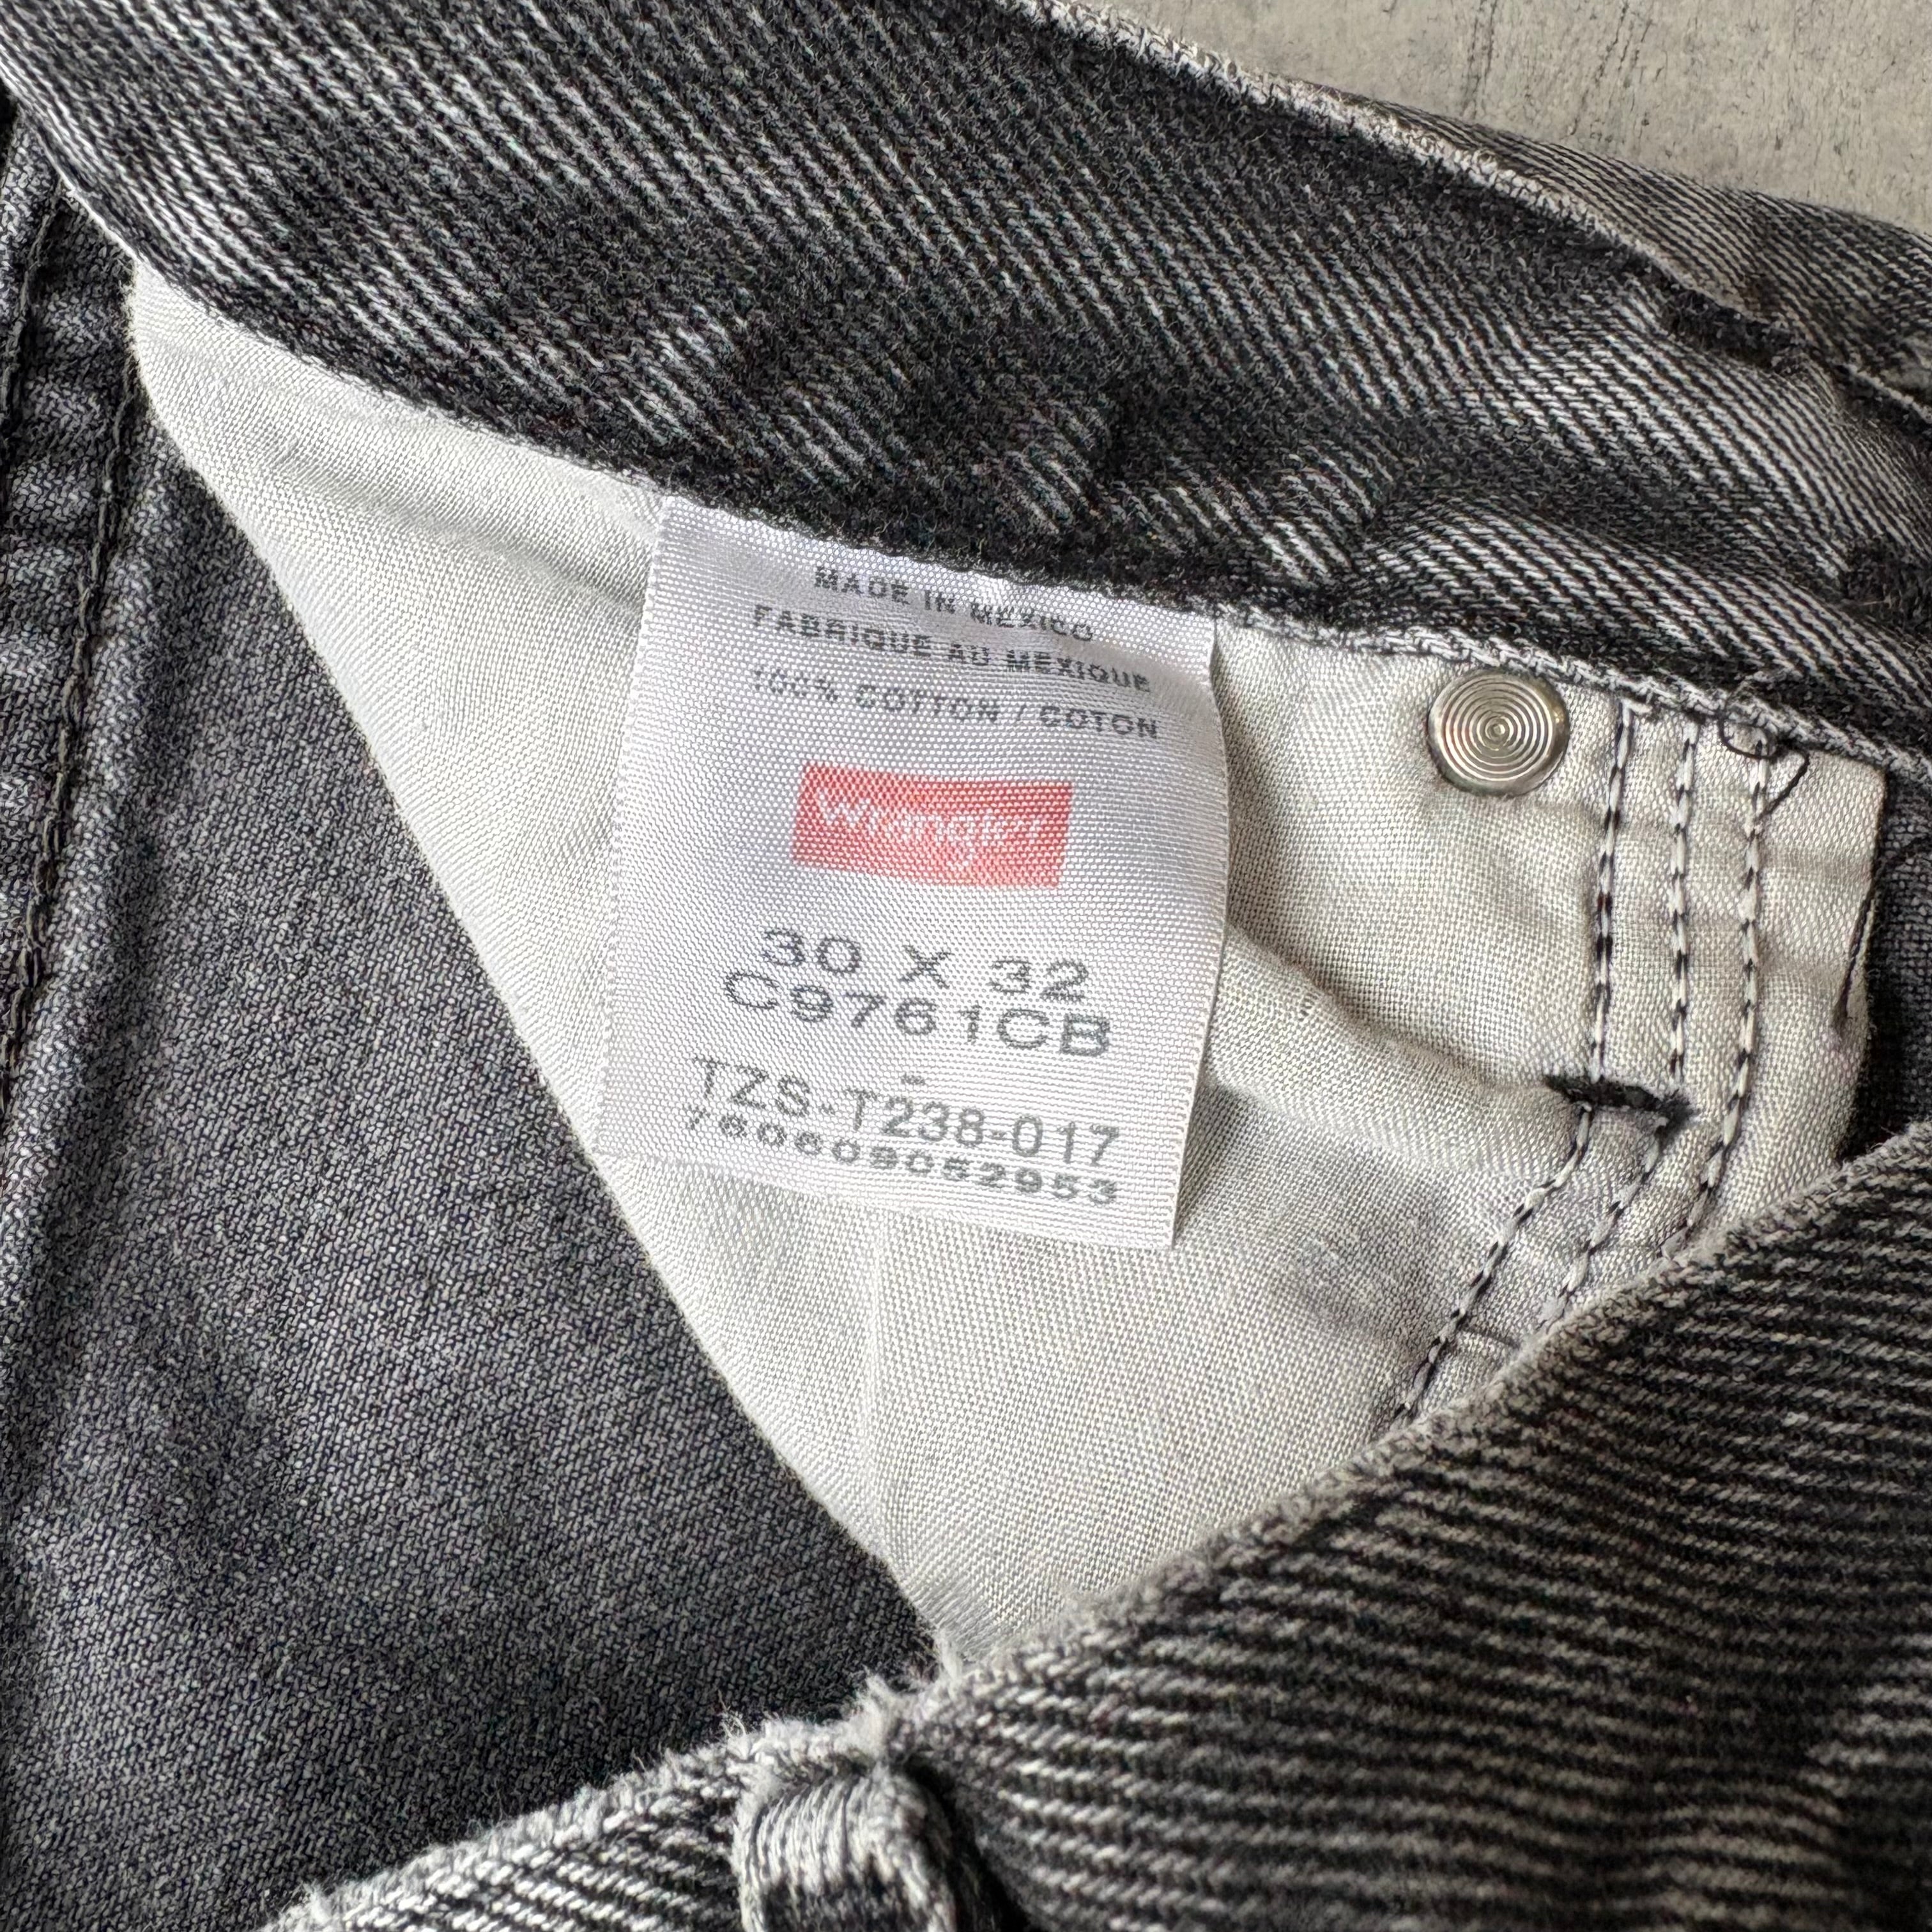 MADE IN MEXICO
FABRIQUE AU MEXIQUE
100% COTTON / COTON
Wrangler
30 X 32
C9761CB
-
TZS-T238-017
760609052953